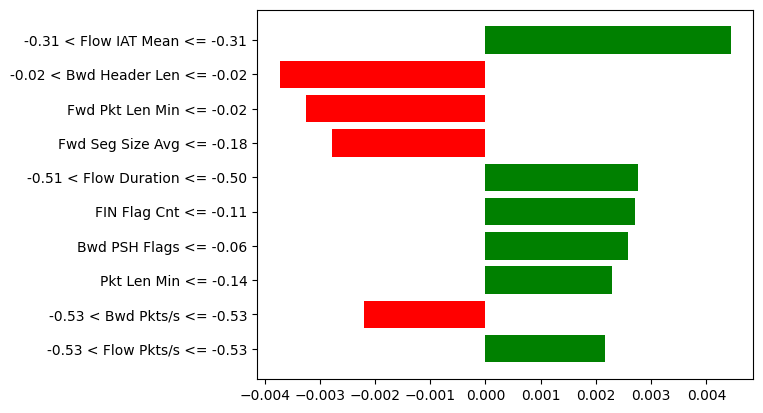 -0.31 < Flow IAT Mean <= -0.31
-0.02 < Bwd Header Len <= -0.02
Fwd Pkt Len Min <= -0.02
Fwd Seg Size Avg <= -0.18
-0.51 < Flow Duration <= -0.50
FIN Flag Cnt <= -0.11
Bwd PSH Flags <= -0.06
Pkt Len Min <= -0.14
-0.53 < Bwd Pkts/s <= -0.53
-0.53 < Flow Pkts/s <= -0.53
−0.004 −0.003 −0.002 −0.001 0.000 0.001 0.002 0.003 0.004